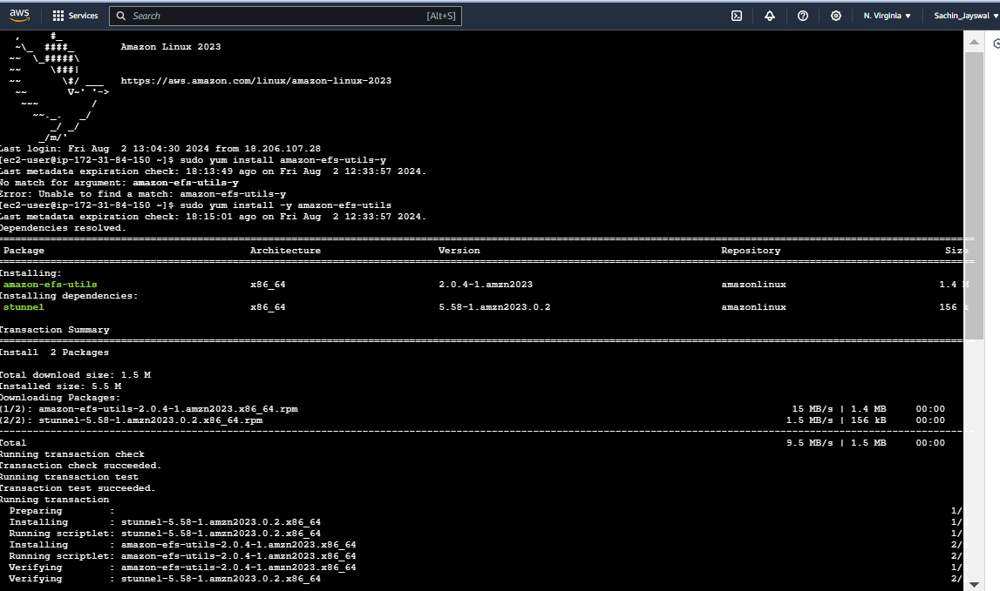 aws Services Search [Alt+S] N. Virginia Sachin_Jayswal
   ,     #_
   ~\_  ####_        Amazon Linux 2023
  ~~  \_#####\
  ~~     \###|
  ~~       \#/ ___   https://aws.amazon.com/linux/amazon-linux-2023
   ~~       V~' '->
    ~~~         /
      ~~._.   _/
         _/ _/
       _/m/'
Last login: Fri Aug  2 13:04:30 2024 from 18.206.107.28
[ec2-user@ip-172-31-84-150 ~]$ sudo yum install amazon-efs-utils-y
Last metadata expiration check: 18:13:49 ago on Fri Aug  2 12:33:57 2024.
No match for argument: amazon-efs-utils-y
Error: Unable to find a match: amazon-efs-utils-y
[ec2-user@ip-172-31-84-150 ~]$ sudo yum install -y amazon-efs-utils
Last metadata expiration check: 18:15:01 ago on Fri Aug  2 12:33:57 2024.
Dependencies resolved.
Package Architecture Version Repository Size
Installing:
amazon-efs-utils x86_64 2.0.4-1.amzn2023 amazonlinux 1.4 M
Installing dependencies:
stunnel x86_64 5.58-1.amzn2023.0.2 amazonlinux 156 k
Transaction Summary
Install  2 Packages
Total download size: 1.5 M
Installed size: 5.5 M
Downloading Packages:
(1/2): amazon-efs-utils-2.0.4-1.amzn2023.x86_64.rpm 15 MB/s | 1.4 MB 00:00
(2/2): stunnel-5.58-1.amzn2023.0.2.x86_64.rpm 1.5 MB/s | 156 kB 00:00
Total 9.5 MB/s | 1.5 MB 00:00
Running transaction check
Transaction check succeeded.
Running transaction test
Transaction test succeeded.
Running transaction
Preparing : 1/
Installing : stunnel-5.58-1.amzn2023.0.2.x86_64 1/
Running scriptlet: stunnel-5.58-1.amzn2023.0.2.x86_64 1/
Installing : amazon-efs-utils-2.0.4-1.amzn2023.x86_64 2/
Running scriptlet: amazon-efs-utils-2.0.4-1.amzn2023.x86_64 2/
Verifying : amazon-efs-utils-2.0.4-1.amzn2023.x86_64 1/
Verifying : stunnel-5.58-1.amzn2023.0.2.x86_64 2/